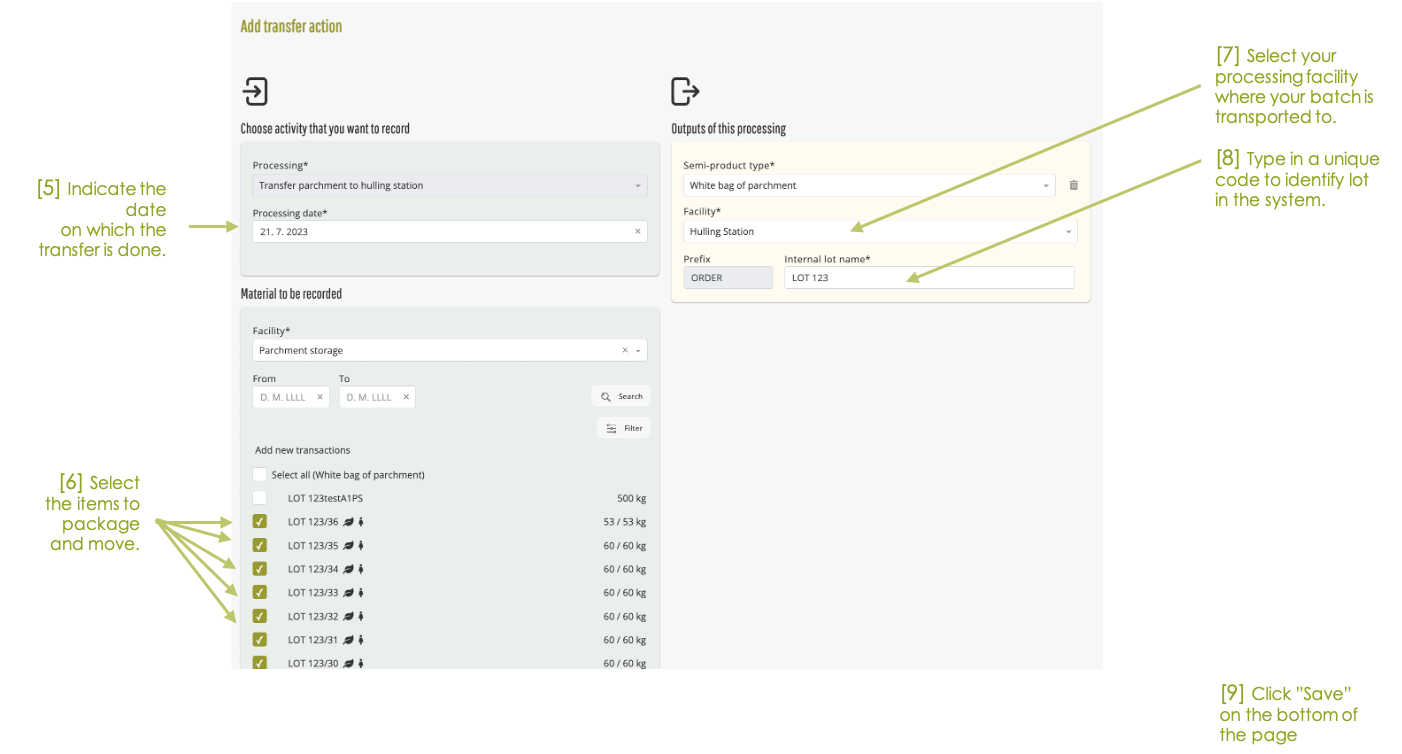 Add transfer action
Choose activity that you want to record
Processing*
Transfer parchment to hulling station
Processing date*
21. 7. 2023
Material to be recorded
Facility*
Parchment storage
From
To
D. M. LLLL
D. M. LLLL
Search
Filter
Add new transactions
Select all (White bag of parchment)
LOT 123testA1PS 500 kg
LOT 123/36 53 / 53 kg
LOT 123/35 60 / 60 kg
LOT 123/34 60 / 60 kg
LOT 123/33 60 / 60 kg
LOT 123/32 60 / 60 kg
LOT 123/31 60 / 60 kg
LOT 123/30 60 / 60 kg
Outputs of this processing
Semi-product type*
White bag of parchment
Facility*
Hulling Station
Prefix
Internal lot name*
ORDER
LOT 123
[5] Indicate the
date
on which the
transfer is done.
[6] Select
the items to
package
and move.
[7] Select your
processing facility
where your batch is
transported to.
[8] Type in a unique
code to identify lot
in the system.
[9] Click "Save"
on the bottom of
the page